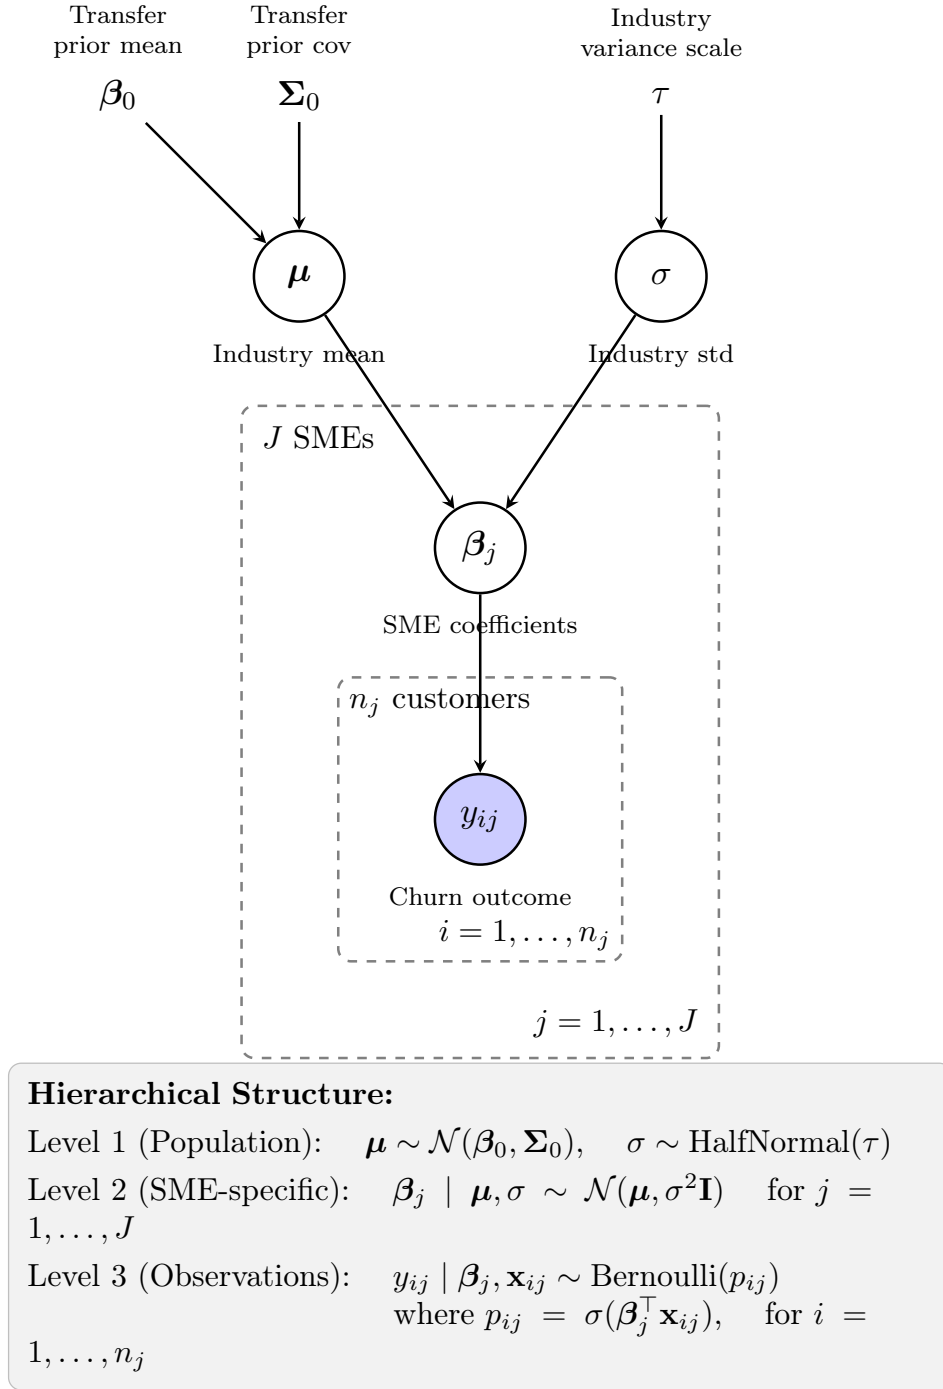 Transfer
prior mean
Transfer
prior cov
Industry
variance scale
β₀
Σ₀
τ
μ
σ
Industry mean
Industry std
J SMEs
βⱼ
SME coefficients
nⱼ customers
yᵢⱼ
Churn outcome
i = 1, . . . , nⱼ
j = 1, . . . , J
Hierarchical Structure:
Level 1 (Population): μ ∼ 𝒩(β₀, Σ₀), σ ∼ HalfNormal(τ)
Level 2 (SME-specific): βⱼ | μ, σ ∼ 𝒩(μ, σ²I) for j =
1, . . . , J
Level 3 (Observations): yᵢⱼ | βⱼ, xᵢⱼ ∼ Bernoulli(pᵢⱼ)
where pᵢⱼ = σ(βⱼ⊤xᵢⱼ), for i =
1, . . . , nⱼ